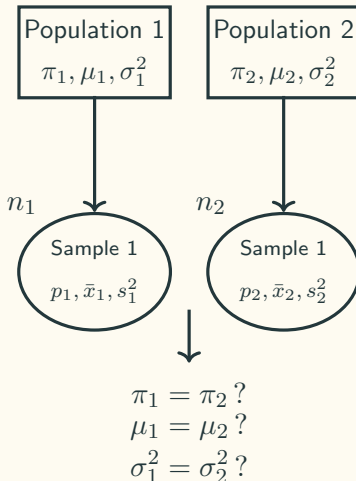 Population 1 Population 2
π₁, μ₁, σ₁² π₂, μ₂, σ₂²
n₁ n₂
Sample 1 Sample 1
p₁, x̄₁, s₁² p₂, x̄₂, s₂²
π₁ = π₂ ?
μ₁ = μ₂ ?
σ₁² = σ₂² ?